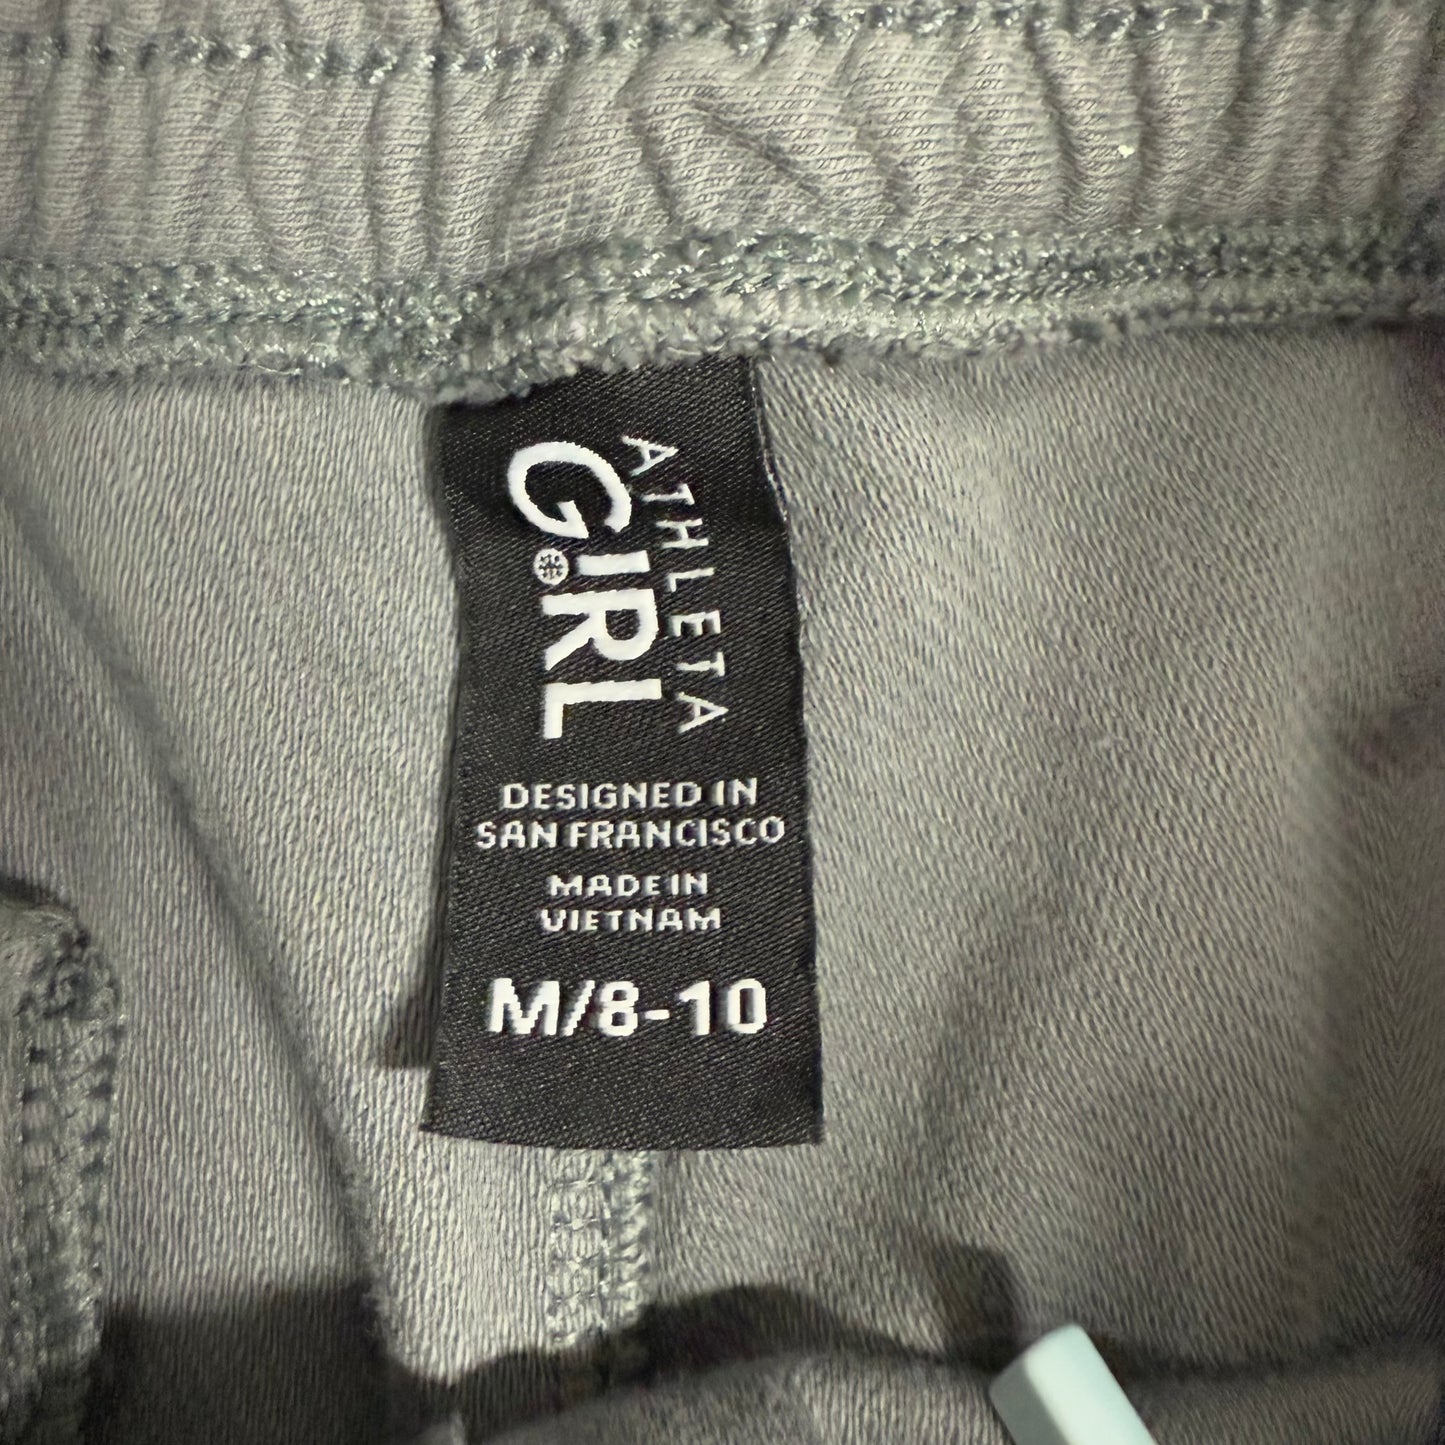 ATHLETA
GIRL
DESIGNED IN
SAN FRANCISCO
MADE IN
VIETNAM
M/8-10